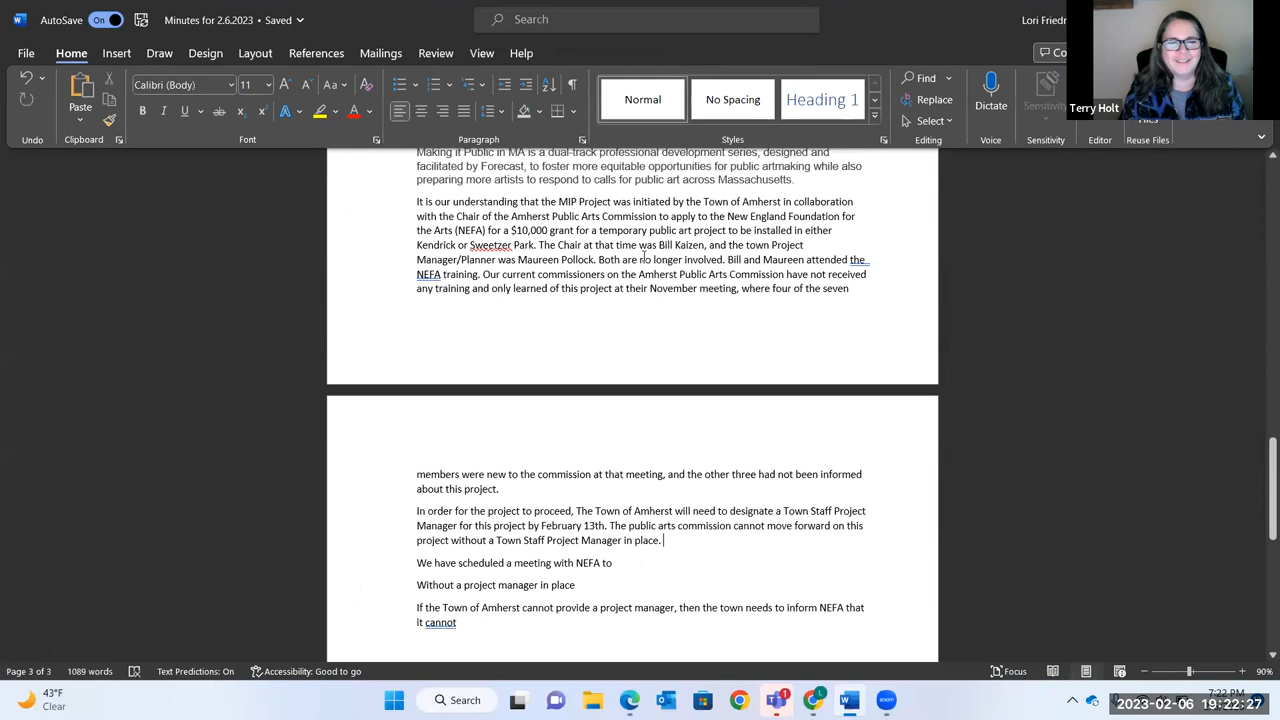 AutoSave On Minutes for 2.6.2023 • Saved Search Lori Friedr
File Home Insert Draw Design Layout References Mailings Review View Help Co
Paste Calibri (Body) 11 Normal No Spacing Heading 1 Find Replace Select Dictate Sensitivity Files
Terry Holt
Undo Clipboard Font Paragraph Styles Editing Voice Sensitivity Editor Reuse Files
Making it Public in MA is a dual-track professional development series, designed and
facilitated by Forecast, to foster more equitable opportunities for public artmaking while also
preparing more artists to respond to calls for public art across Massachusetts.
It is our understanding that the MIP Project was initiated by the Town of Amherst in collaboration
with the Chair of the Amherst Public Arts Commission to apply to the New England Foundation for
the Arts (NEFA) for a $10,000 grant for a temporary public art project to be installed in either
Kendrick or Sweetzer Park. The Chair at that time was Bill Kaizen, and the town Project
Manager/Planner was Maureen Pollock. Both are no longer involved. Bill and Maureen attended the
NEFA training. Our current commissioners on the Amherst Public Arts Commission have not received
any training and only learned of this project at their November meeting, where four of the seven
members were new to the commission at that meeting, and the other three had not been informed
about this project.
In order for the project to proceed, The Town of Amherst will need to designate a Town Staff Project
Manager for this project by February 13th. The public arts commission cannot move forward on this
project without a Town Staff Project Manager in place.
We have scheduled a meeting with NEFA to
Without a project manager in place
If the Town of Amherst cannot provide a project manager, then the town needs to inform NEFA that
it cannot
Page 3 of 3 1089 words Text Predictions: On Accessibility: Good to go Focus 90%
43°F
Clear
Search
7:22 PM
2023-02-06 19:22:27